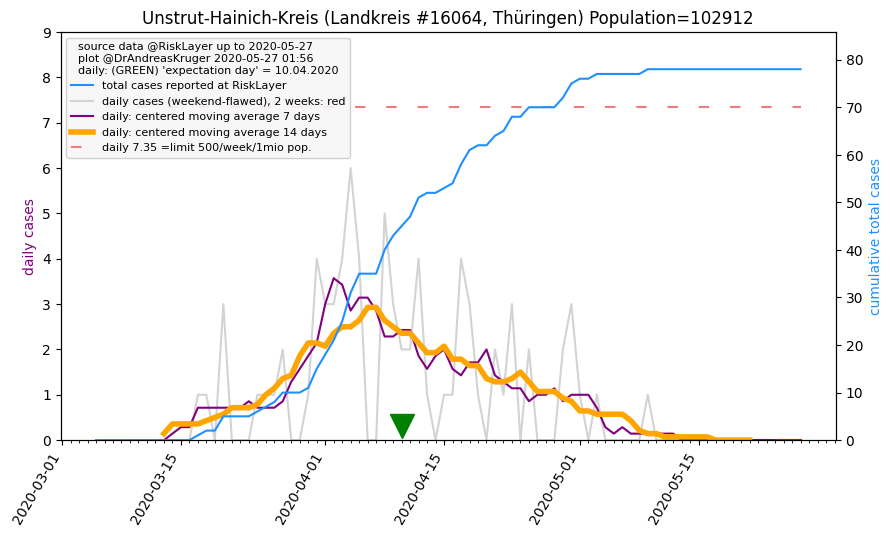 Unstrut-Hainich-Kreis (Landkreis #16064, Thüringen) Population=102912
source data @RiskLayer up to 2020-05-27
plot @DrAndreasKruger 2020-05-27 01:56
daily: (GREEN) 'expectation day' = 10.04.2020
total cases reported at RiskLayer
daily cases (weekend-flawed), 2 weeks: red
daily: centered moving average 7 days
daily: centered moving average 14 days
daily 7.35 =limit 500/week/1mio pop.
daily cases
9
8
7
6
5
4
3
2
1
0
80
70
60
50
40
30
20
10
0
cumulative total cases
2020-03-01
2020-03-15
2020-04-01
2020-04-15
2020-05-01
2020-05-15